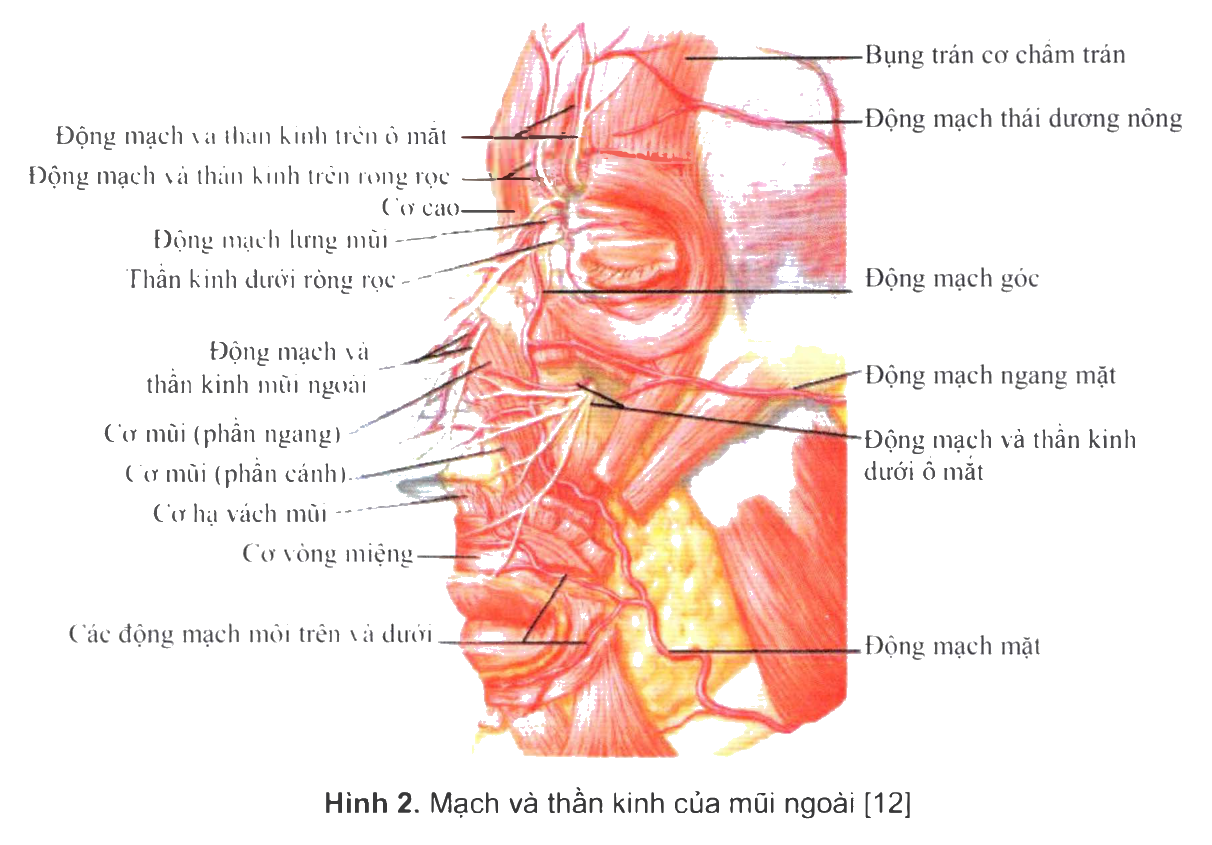 Động mạch và thần kinh trên ổ mắt
Động mạch và thần kinh trên ròng rọc
Cơ cao
Động mạch lưng mũi
Thần kinh dưới ròng rọc
Động mạch và
thần kinh mũi ngoài
Cơ mũi (phần ngang)
Cơ mũi (phần cánh)
Cơ hạ vách mũi
Cơ vòng miệng
Các động mạch môi trên và dưới
Bụng trán cơ chẩm trán
Động mạch thái dương nông
Động mạch góc
Động mạch ngang mặt
Động mạch và thần kinh
dưới ổ mắt
Động mạch mặt
Hình 2. Mạch và thần kinh của mũi ngoài [12]